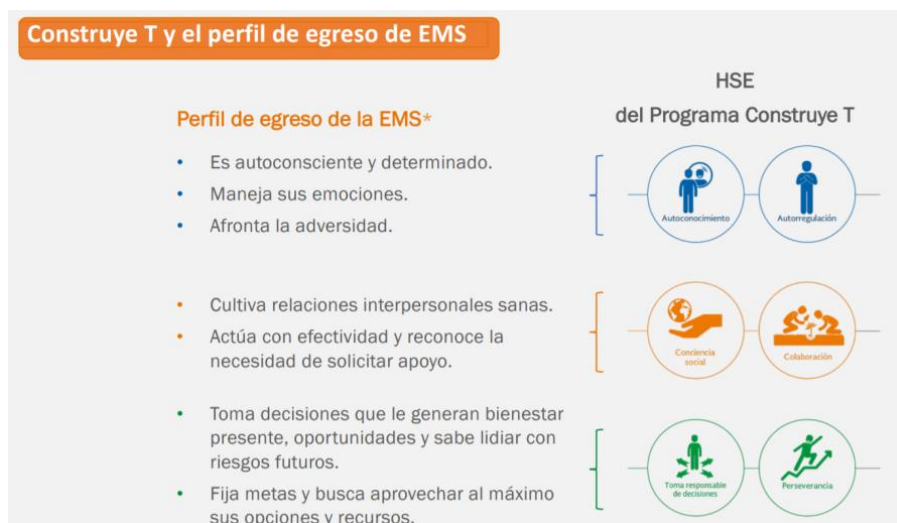 Construye T y el perfil de egreso de EMS
HSE
del Programa Construye T
Perfil de egreso de la EMS*
• Es autoconsciente y determinado.
• Maneja sus emociones.
• Afronta la adversidad.
Autoconocimiento
Autorregulación
• Cultiva relaciones interpersonales sanas.
• Actúa con efectividad y reconoce la
necesidad de solicitar apoyo.
Conciencia
social
Colaboración
• Toma decisiones que le generan bienestar
presente, oportunidades y sabe lidiar con
riesgos futuros.
• Fija metas y busca aprovechar al máximo
sus opciones y recursos.
Toma responsable
de decisiones
Perseverancia